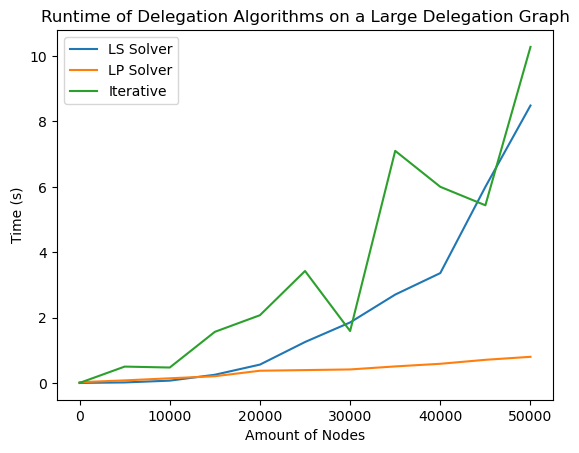 Runtime of Delegation Algorithms on a Large Delegation Graph
LS Solver
LP Solver
Iterative
Time (s)
10
8
6
4
2
0
0 10000 20000 30000 40000 50000
Amount of Nodes